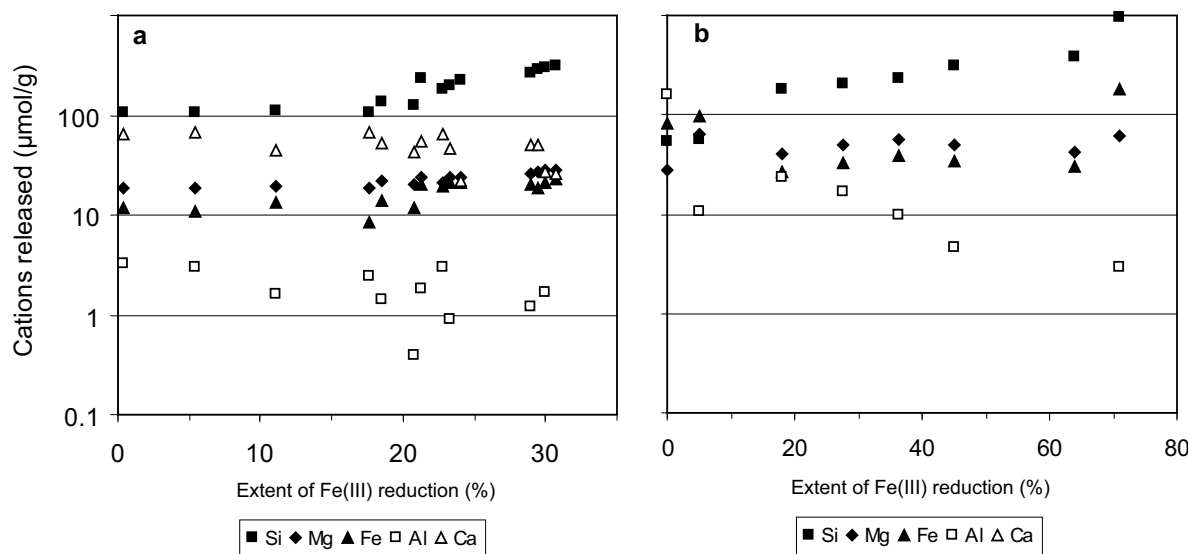 a
b
Cations released (µmol/g)
100
10
1
0.1
0 10 20 30
0 20 40 60 80
Extent of Fe(III) reduction (%)
Extent of Fe(III) reduction (%)
Si Mg Fe Al Ca
Si Mg Fe Al Ca